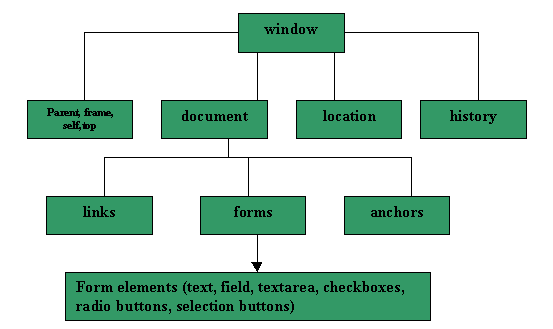 window
Parent, frame,
self, top
document
location
history
links
forms
anchors
Form elements (text, field, textarea, checkboxes,
radio buttons, selection buttons)